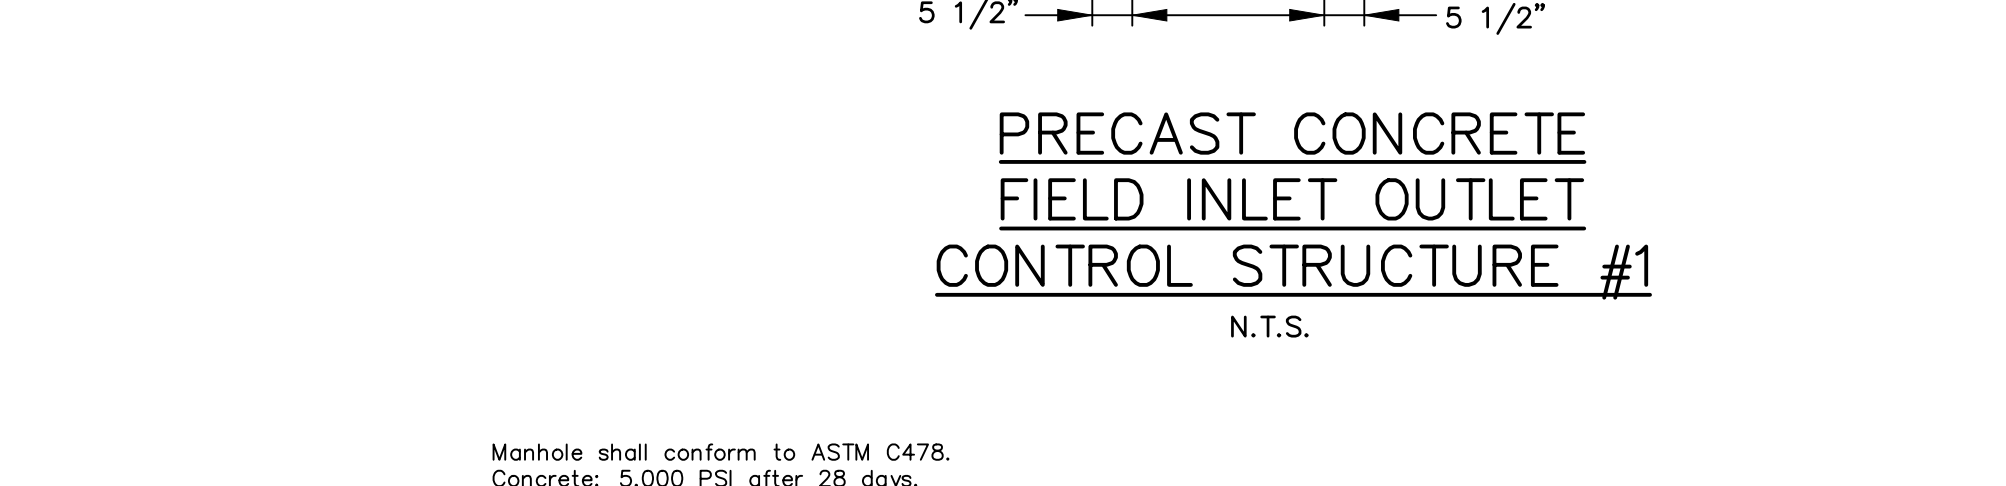 5 1/2" 5 1/2"
PRECAST CONCRETE
FIELD INLET OUTLET
CONTROL STRUCTURE #1
N.T.S.
Manhole shall conform to ASTM C478.
Concrete: 5,000 PSI after 28 days.